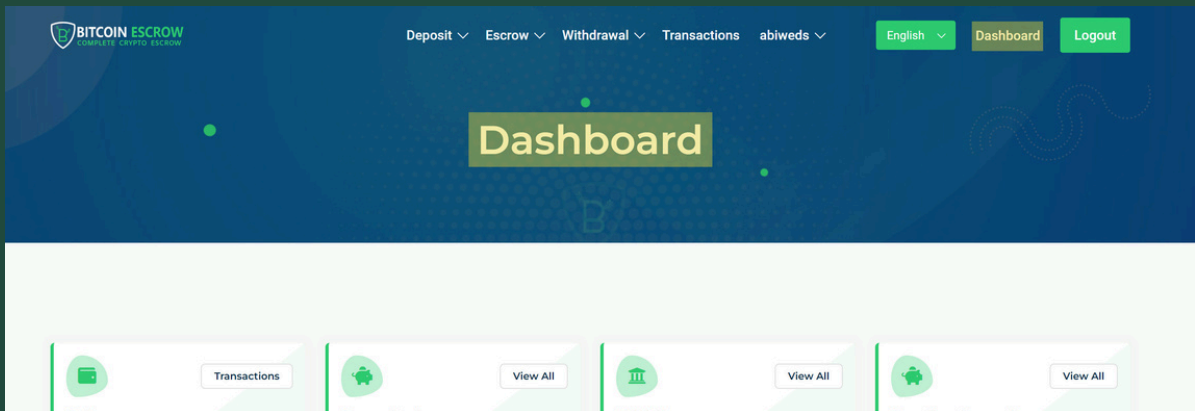 BITCOIN ESCROW
COMPLETE CRYPTO ESCROW
Deposit Escrow Withdrawal Transactions abiweds English Dashboard Logout
Dashboard
Transactions View All View All View All